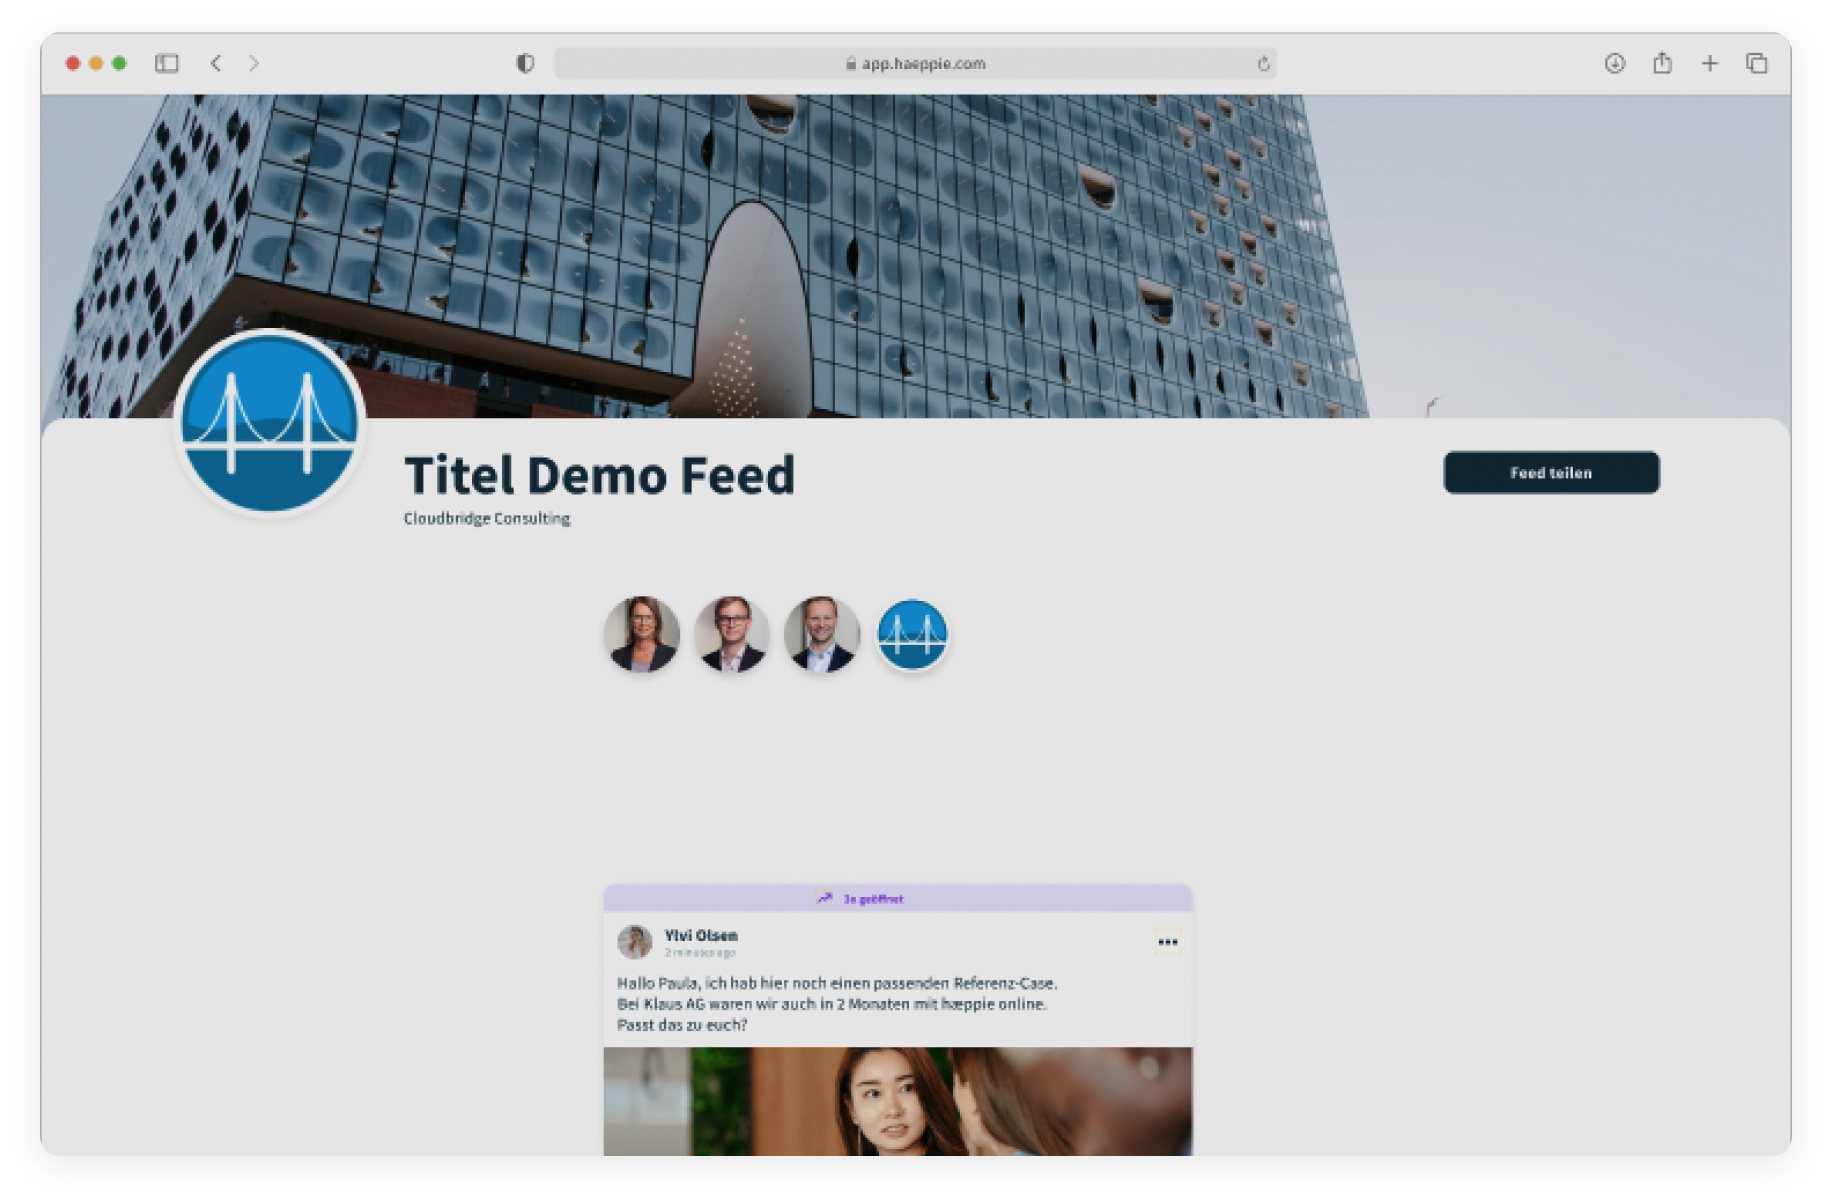 app.haeppie.com
Titel Demo Feed
Feed teilen
Cloudbridge Consulting
3x geöffnet
Ylvi Olsen
2 minutes ago
Hallo Paula, ich hab hier noch einen passenden Referenz-Case.
Bei Klaus AG waren wir auch in 2 Monaten mit hæppie online.
Passt das zu euch?